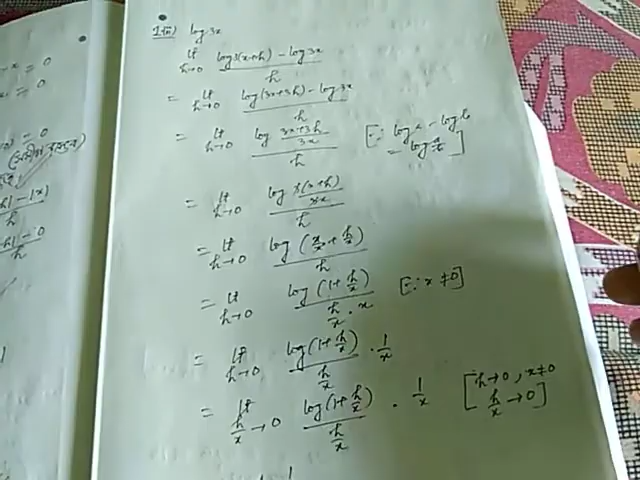 log 3x
lt h→0 (log 3(x+h) - log 3x)/h
= lt h→0 (log(3x+3h) - log 3x)/h
= lt h→0 (log (3x+3h)/3x)/h [∵ log a - log b = log a/b]
= lt h→0 (log 3(x+h)/3x)/h
= lt h→0 (log (x/x + h/x))/h
= lt h→0 (log (1+ h/x))/(h/x · x) [∵ x ≠0]
= lt h→0 (log (1+ h/x))/(h/x) · 1/x
= lt h/x→0 (log (1+ h/x))/(h/x) · 1/x [∵ h→0, x≠0 h/x →0]